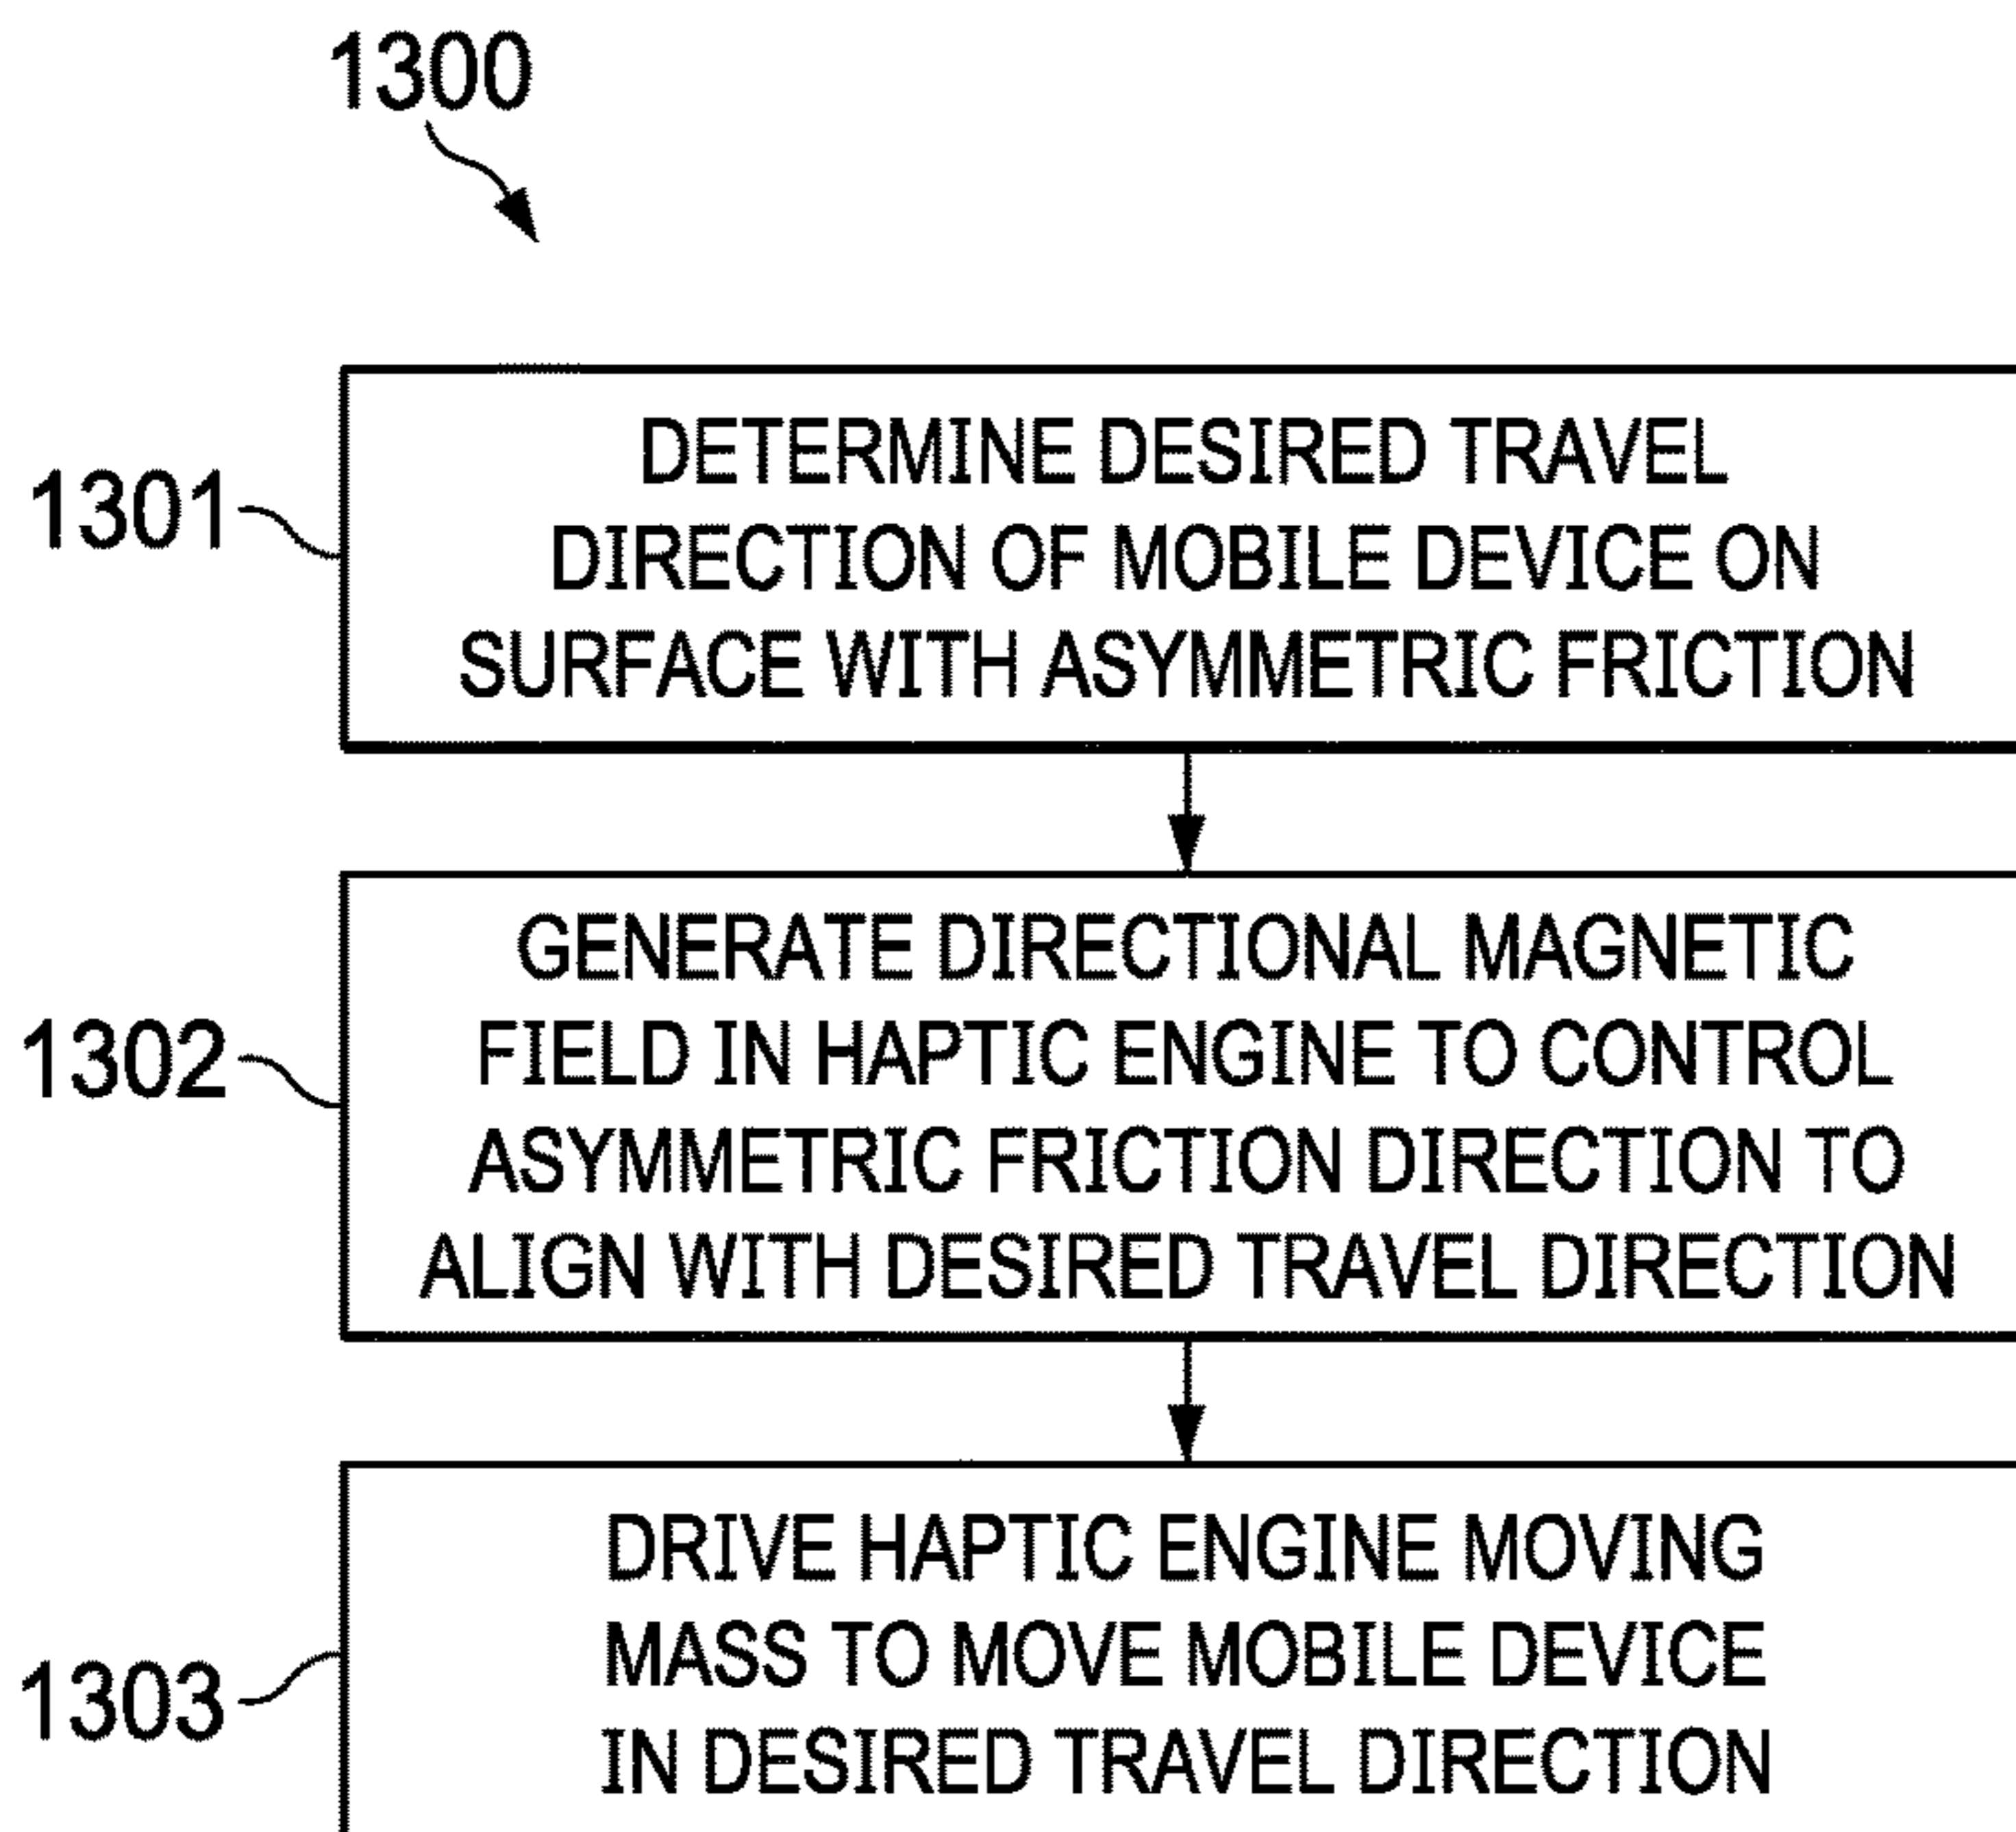 1300
1301
DETERMINE DESIRED TRAVEL
DIRECTION OF MOBILE DEVICE ON
SURFACE WITH ASYMMETRIC FRICTION
1302
GENERATE DIRECTIONAL MAGNETIC
FIELD IN HAPTIC ENGINE TO CONTROL
ASYMMETRIC FRICTION DIRECTION TO
ALIGN WITH DESIRED TRAVEL DIRECTION
1303
DRIVE HAPTIC ENGINE MOVING
MASS TO MOVE MOBILE DEVICE
IN DESIRED TRAVEL DIRECTION